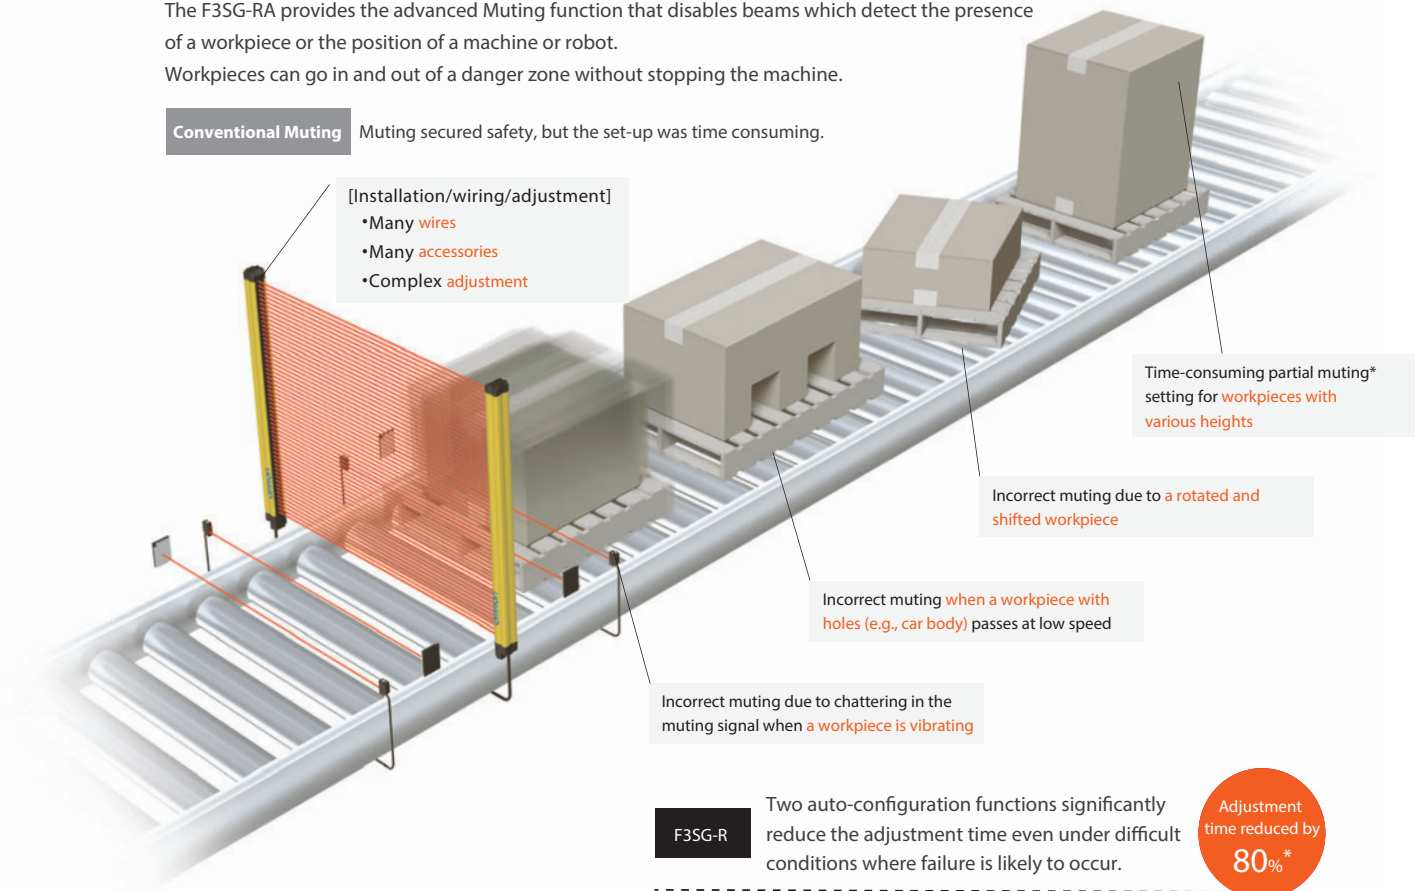 The F3SG-RA provides the advanced Muting function that disables beams which detect the presence
of a workpiece or the position of a machine or robot.
Workpieces can go in and out of a danger zone without stopping the machine.
Conventional Muting
Muting secured safety, but the set-up was time consuming.
[Installation/wiring/adjustment]
•Many wires
•Many accessories
•Complex adjustment
Time-consuming partial muting*
setting for workpieces with
various heights
Incorrect muting due to a rotated and
shifted workpiece
Incorrect muting when a workpiece with
holes (e.g., car body) passes at low speed
Incorrect muting due to chattering in the
muting signal when a workpiece is vibrating
F3SG-R
Two auto-configuration functions significantly
reduce the adjustment time even under difficult
conditions where failure is likely to occur.
Adjustment
time reduced by
80%*